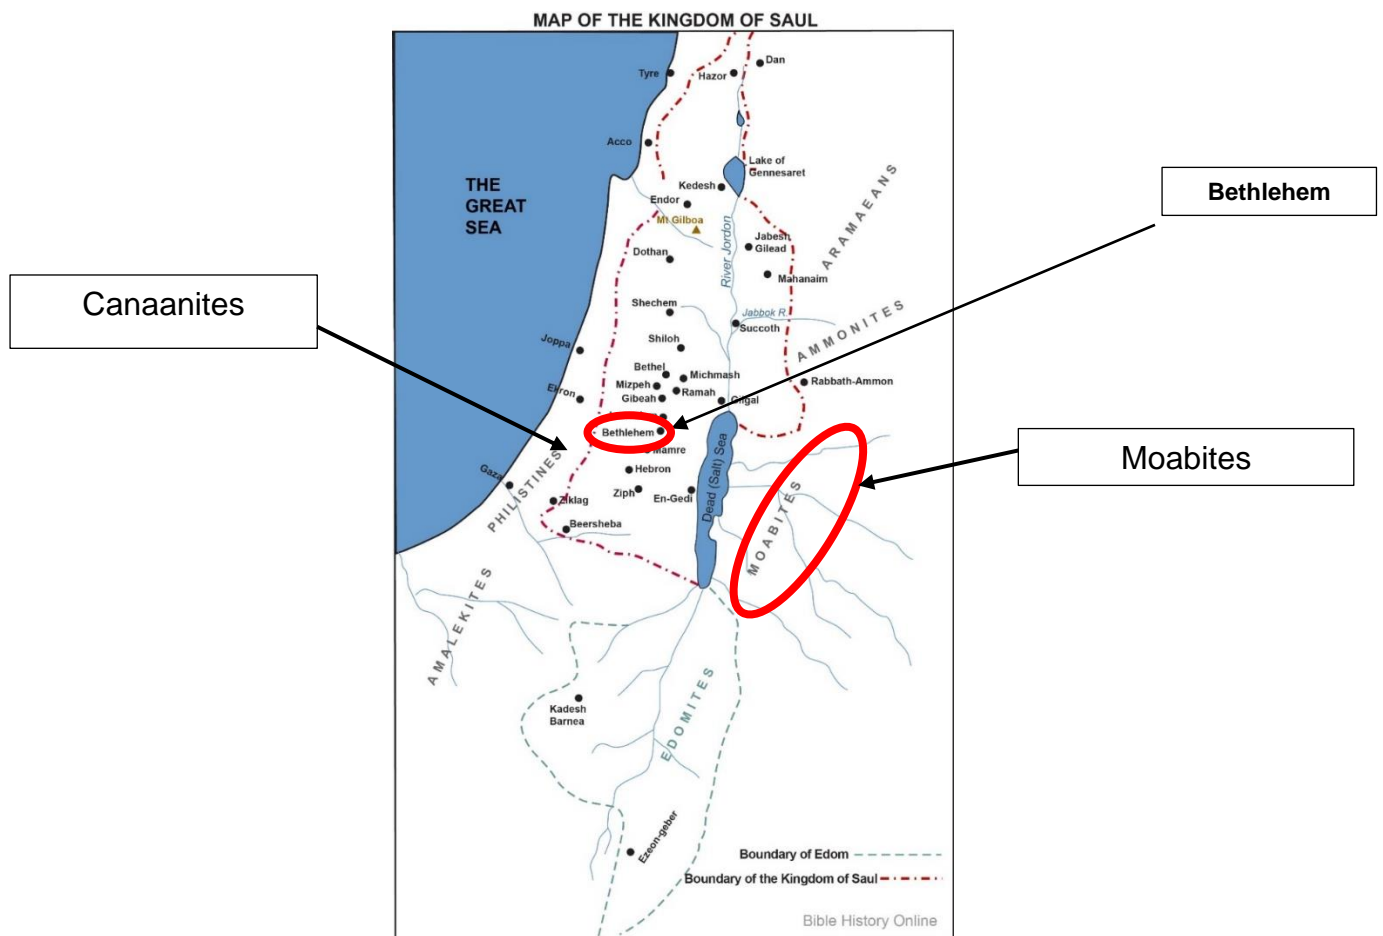 MAP OF THE KINGDOM OF SAUL
Dan
Tyre
Hazor
Acco
Lake of
Gennesaret
THE
GREAT
SEA
Kedesh
Endor
Mt Gilboa
ARAMAEANS
Bethlehem
River Jordon
Jabesh
Gilead
Dothan
Mahanaim
Canaanites
Shechem
Jabbok R.
Succoth
AMMONITES
Joppa
Shiloh
Bethel
Michmash
Mizpeh
Ramah
Rabbath-Ammon
Ekron
Gibeah
Gilgal
Bethlehem
Mamre
Moabites
Hebron
Gaza
PHILISTINES
Ziklag
Ziph
En-Gedi
Dead (Salt) Sea
MOABITES
Beersheba
AMALEKITES
Kadesh
Barnea
EDOMITES
Ezeon-geber
Boundary of Edom
Boundary of the Kingdom of Saul
Bible History Online